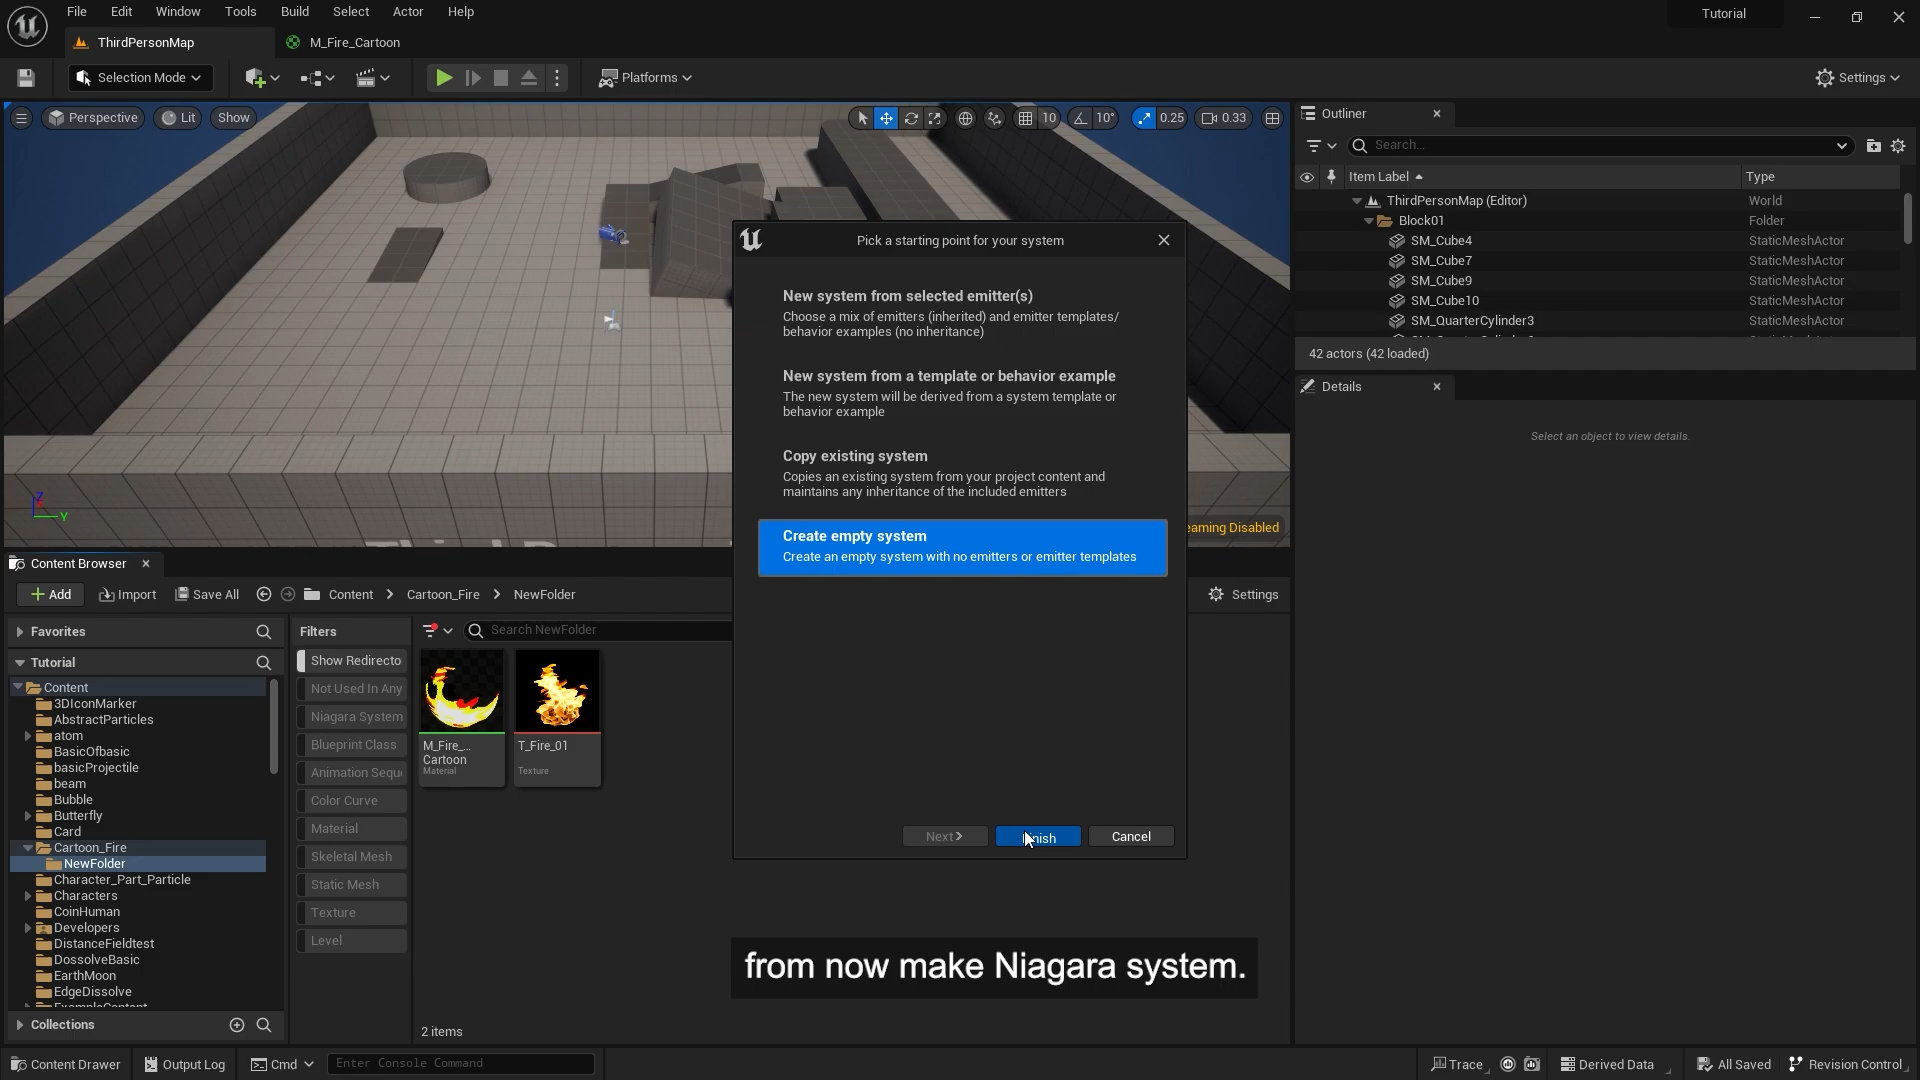 File
Edit
Window
Tools
Build
Select
Actor
Help
Tutorial
ThirdPersonMap
M_Fire_Cartoon
Selection Mode
Platforms
Settings
Perspective
Lit
Show
10
10°
0.25
0.33
Outliner
Search...
Item Label
Type
ThirdPersonMap (Editor)
World
Block01
Folder
SM_Cube4
StaticMeshActor
SM_Cube7
StaticMeshActor
SM_Cube9
StaticMeshActor
SM_Cube10
StaticMeshActor
SM_QuarterCylinder3
StaticMeshActor
42 actors (42 loaded)
Details
Select an object to view details.
Pick a starting point for your system
New system from selected emitter(s)
Choose a mix of emitters (inherited) and emitter templates/
behavior examples (no inheritance)
New system from a template or behavior example
The new system will be derived from a system template or
behavior example
Copy existing system
Copies an existing system from your project content and
maintains any inheritance of the included emitters
Create empty system
Create an empty system with no emitters or emitter templates
Next
Finish
Cancel
eaming Disabled
Z
Y
Content Browser
Add
Import
Save All
Content
Cartoon_Fire
NewFolder
Settings
Favorites
Tutorial
Content
3DIconMarker
AbstractParticles
atom
BasicOfbasic
basicProjectile
beam
Bubble
Butterfly
Card
Cartoon_Fire
NewFolder
Character_Part_Particle
Characters
CoinHuman
Developers
DistanceFieldtest
DossolveBasic
EarthMoon
EdgeDissolve
Collections
Filters
Show Redirecto
Not Used In Any
Niagara System
Blueprint Class
Animation Sequ
Color Curve
Material
Skeletal Mesh
Static Mesh
Texture
Level
Search NewFolder
M_Fire_...
Cartoon
Material
T_Fire_01
Texture
2 items
from now make Niagara system.
Content Drawer
Output Log
Cmd
Enter Console Command
Trace
Derived Data
All Saved
Revision Control